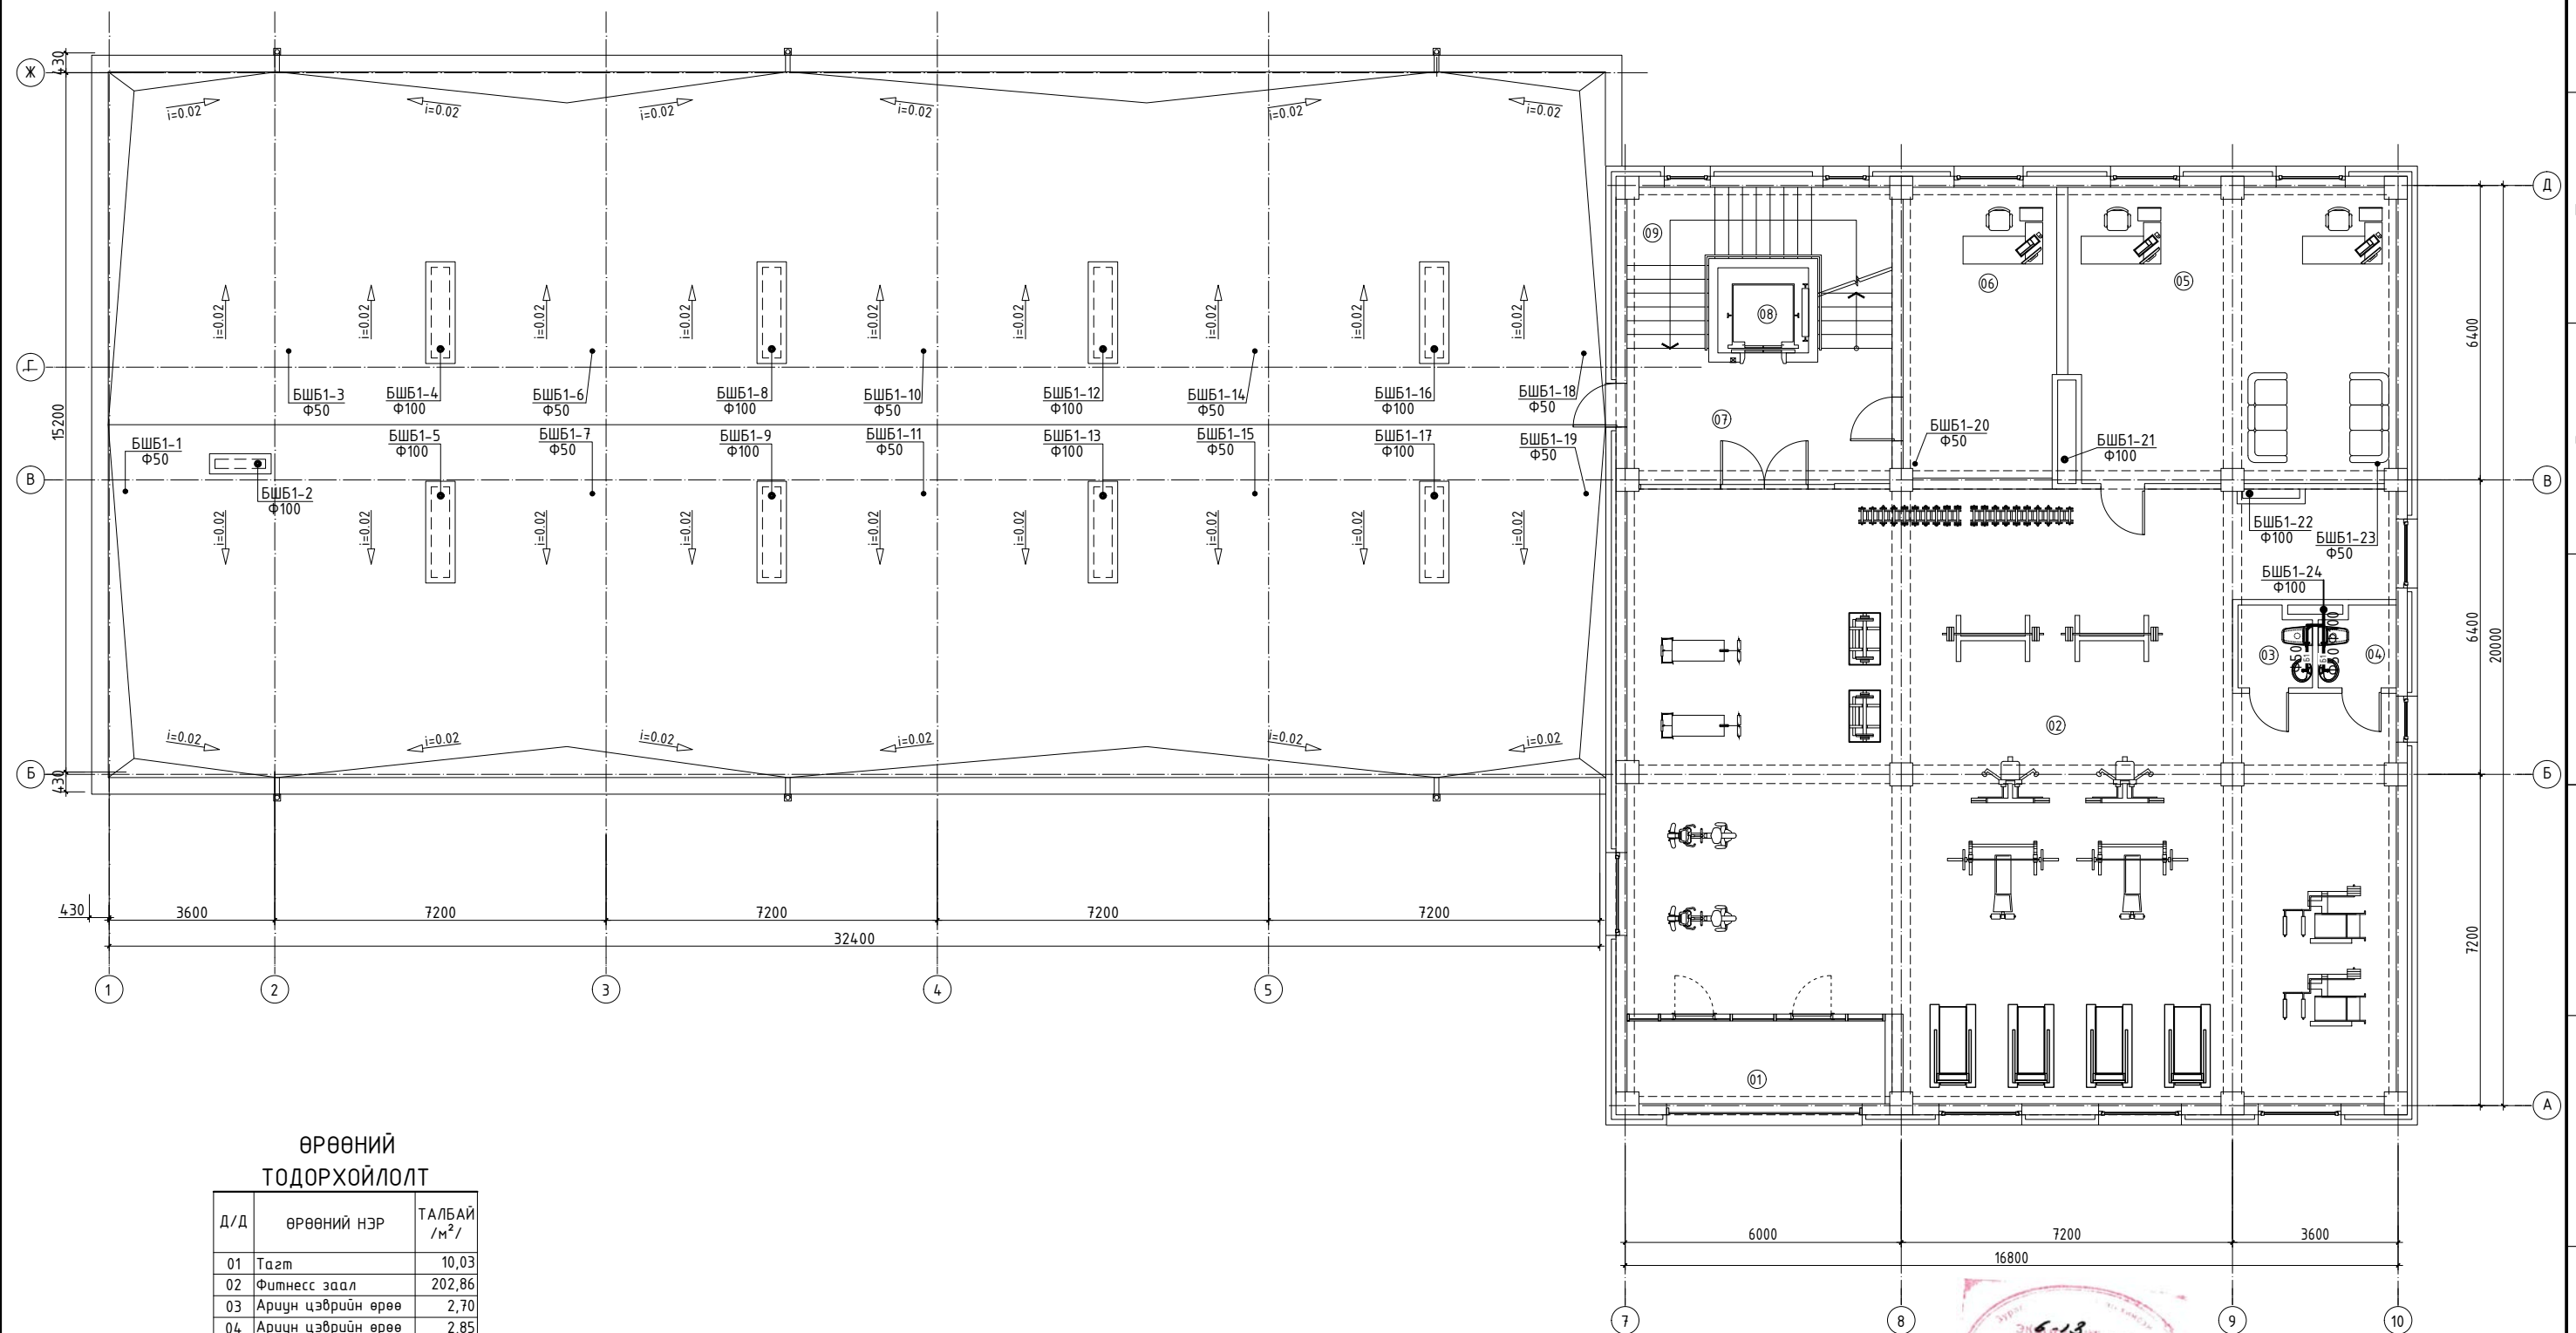 Ж
430
i=0.02
i=0.02
i=0.02
i=0.02
i=0.02
i=0.02
Д
09
06
05
08
i=0.02
i=0.02
i=0.02
i=0.02
i=0.02
i=0.02
i=0.02
i=0.02
i=0.02
6400
Г
15200
БШБ1-3
Ф50
БШБ1-4
Ф100
БШБ1-6
Ф50
БШБ1-8
Ф100
БШБ1-10
Ф50
БШБ1-12
Ф100
БШБ1-14
Ф50
БШБ1-16
Ф100
БШБ1-18
Ф50
07
БШБ1-1
Ф50
БШБ1-5
Ф100
БШБ1-7
Ф50
БШБ1-9
Ф100
БШБ1-11
Ф50
БШБ1-13
Ф100
БШБ1-15
Ф50
БШБ1-17
Ф100
БШБ1-19
Ф50
БШБ1-20
Ф50
БШБ1-21
Ф100
В
БШБ1-2
Ф100
В
БШБ1-22
Ф100
БШБ1-23
Ф50
БШБ1-24
Ф100
i=0.02
i=0.02
i=0.02
i=0.02
i=0.02
i=0.02
i=0.02
i=0.02
i=0.02
6400
20000
03
Ф50
Б1
Б1
04
02
i=0.02
i=0.02
i=0.02
i=0.02
i=0.02
i=0.02
Б
430
Б
430
3600
7200
7200
7200
7200
32400
7200
1
2
3
4
5
01
А
ӨРӨӨНИЙ
ТОДОРХОЙЛОЛТ
Д/Д
ӨРӨӨНИЙ НЭР
ТАЛБАЙ
/м²/
01 Тагт 10,03
02 Фитнесс заал 202,86
03 Ариун цэврийн өрөө 2,70
04 Ариун цэврийн өрөө 2,85
6000
7200
3600
16800
7
8
9
10